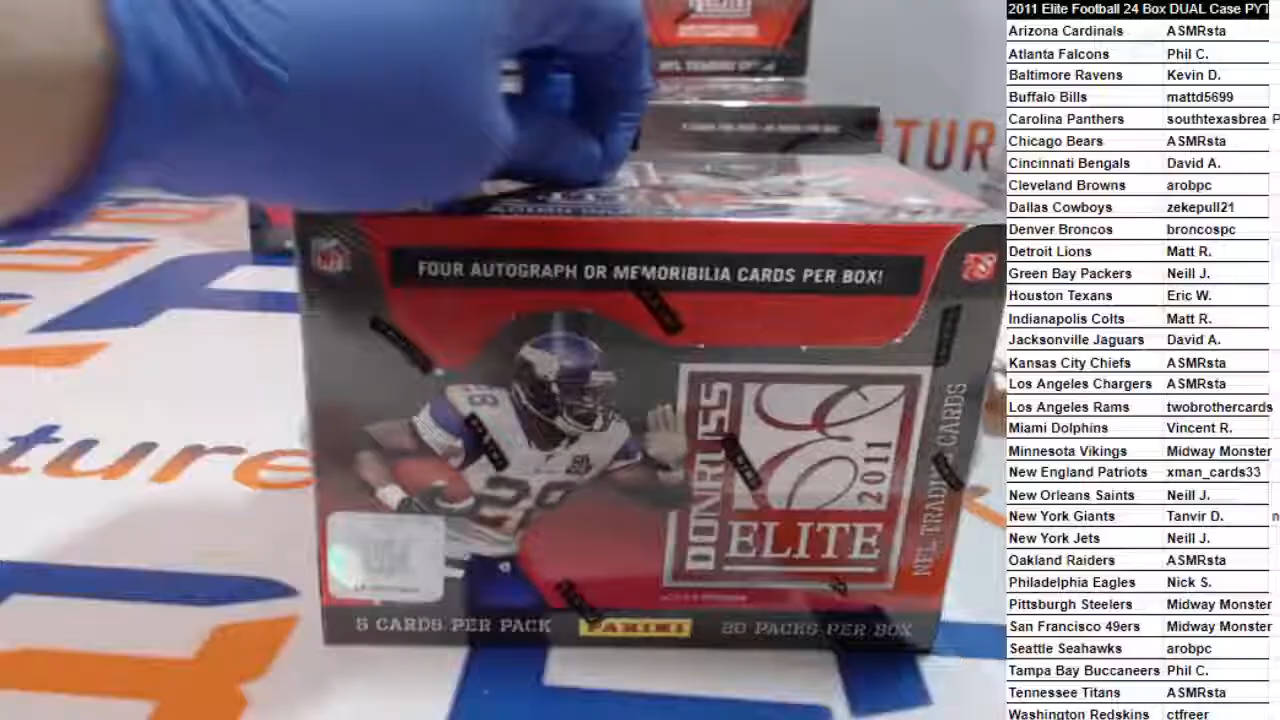 2011 Elite Football 24 Box DUAL Case PYT
Arizona Cardinals ASMRsta
Atlanta Falcons Phil C.
Baltimore Ravens Kevin D.
Buffalo Bills mattd5699
Carolina Panthers southtexasbrea P
Chicago Bears ASMRsta
Cincinnati Bengals David A.
Cleveland Browns arobpc
Dallas Cowboys zekepull21
Denver Broncos broncospc
Detroit Lions Matt R.
Green Bay Packers Neill J.
Houston Texans Eric W.
Indianapolis Colts Matt R.
Jacksonville Jaguars David A.
Kansas City Chiefs ASMRsta
Los Angeles Chargers ASMRsta
Los Angeles Rams twobrothercards
Miami Dolphins Vincent R.
Minnesota Vikings Midway Monster
New England Patriots xman_cards33
New Orleans Saints Neill J.
New York Giants Tanvir D. n
New York Jets Neill J.
Oakland Raiders ASMRsta
Philadelphia Eagles Nick S.
Pittsburgh Steelers Midway Monster
San Francisco 49ers Midway Monster
Seattle Seahawks arobpc
Tampa Bay Buccaneers Phil C.
Tennessee Titans ASMRsta
Washington Redskins ctfreer
TUR
ture
NFL
FOUR AUTOGRAPH OR MEMORIBILIA CARDS PER BOX!
28
28
DONRUSS
ELITE
2011
NFL TRADING CARDS
5 CARDS PER PACK
PANINI
20 PACKS PER BOX